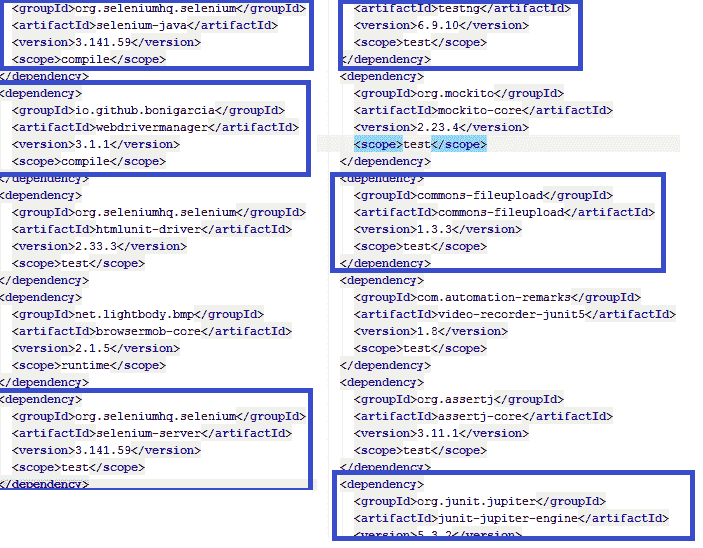 <groupId>org.seleniumhq.selenium</groupId>
<artifactId>selenium-java</artifactId>
<version>3.141.59</version>
<scope>compile</scope>
</dependency>
<dependency>
<groupId>io.github.bonigarcia</groupId>
<artifactId>webdrivermanager</artifactId>
<version>3.1.1</version>
<scope>compile</scope>
</dependency>
<dependency>
<groupId>org.seleniumhq.selenium</groupId>
<artifactId>htmlunit-driver</artifactId>
<version>2.33.3</version>
<scope>test</scope>
</dependency>
<dependency>
<groupId>net.lightbody.bmp</groupId>
<artifactId>browsermob-core</artifactId>
<version>2.1.5</version>
<scope>runtime</scope>
</dependency>
<dependency>
<groupId>org.seleniumhq.selenium</groupId>
<artifactId>selenium-server</artifactId>
<version>3.141.59</version>
<scope>test</scope>
</dependency>
<artifactId>testng</artifactId>
<version>6.9.10</version>
<scope>test</scope>
</dependency>
<dependency>
<groupId>org.mockito</groupId>
<artifactId>mockito-core</artifactId>
<version>2.23.4</version>
<scope>test</scope>
</dependency>
<dependency>
<groupId>commons-fileupload</groupId>
<artifactId>commons-fileupload</artifactId>
<version>1.3.3</version>
<scope>test</scope>
</dependency>
<dependency>
<groupId>com.automation-remarks</groupId>
<artifactId>video-recorder-junit5</artifactId>
<version>1.8</version>
<scope>test</scope>
</dependency>
<dependency>
<groupId>org.assertj</groupId>
<artifactId>assertj-core</artifactId>
<version>3.11.1</version>
<scope>test</scope>
</dependency>
<dependency>
<groupId>org.junit.jupiter</groupId>
<artifactId>junit-jupiter-engine</artifactId>
<version>5.3.2</version>